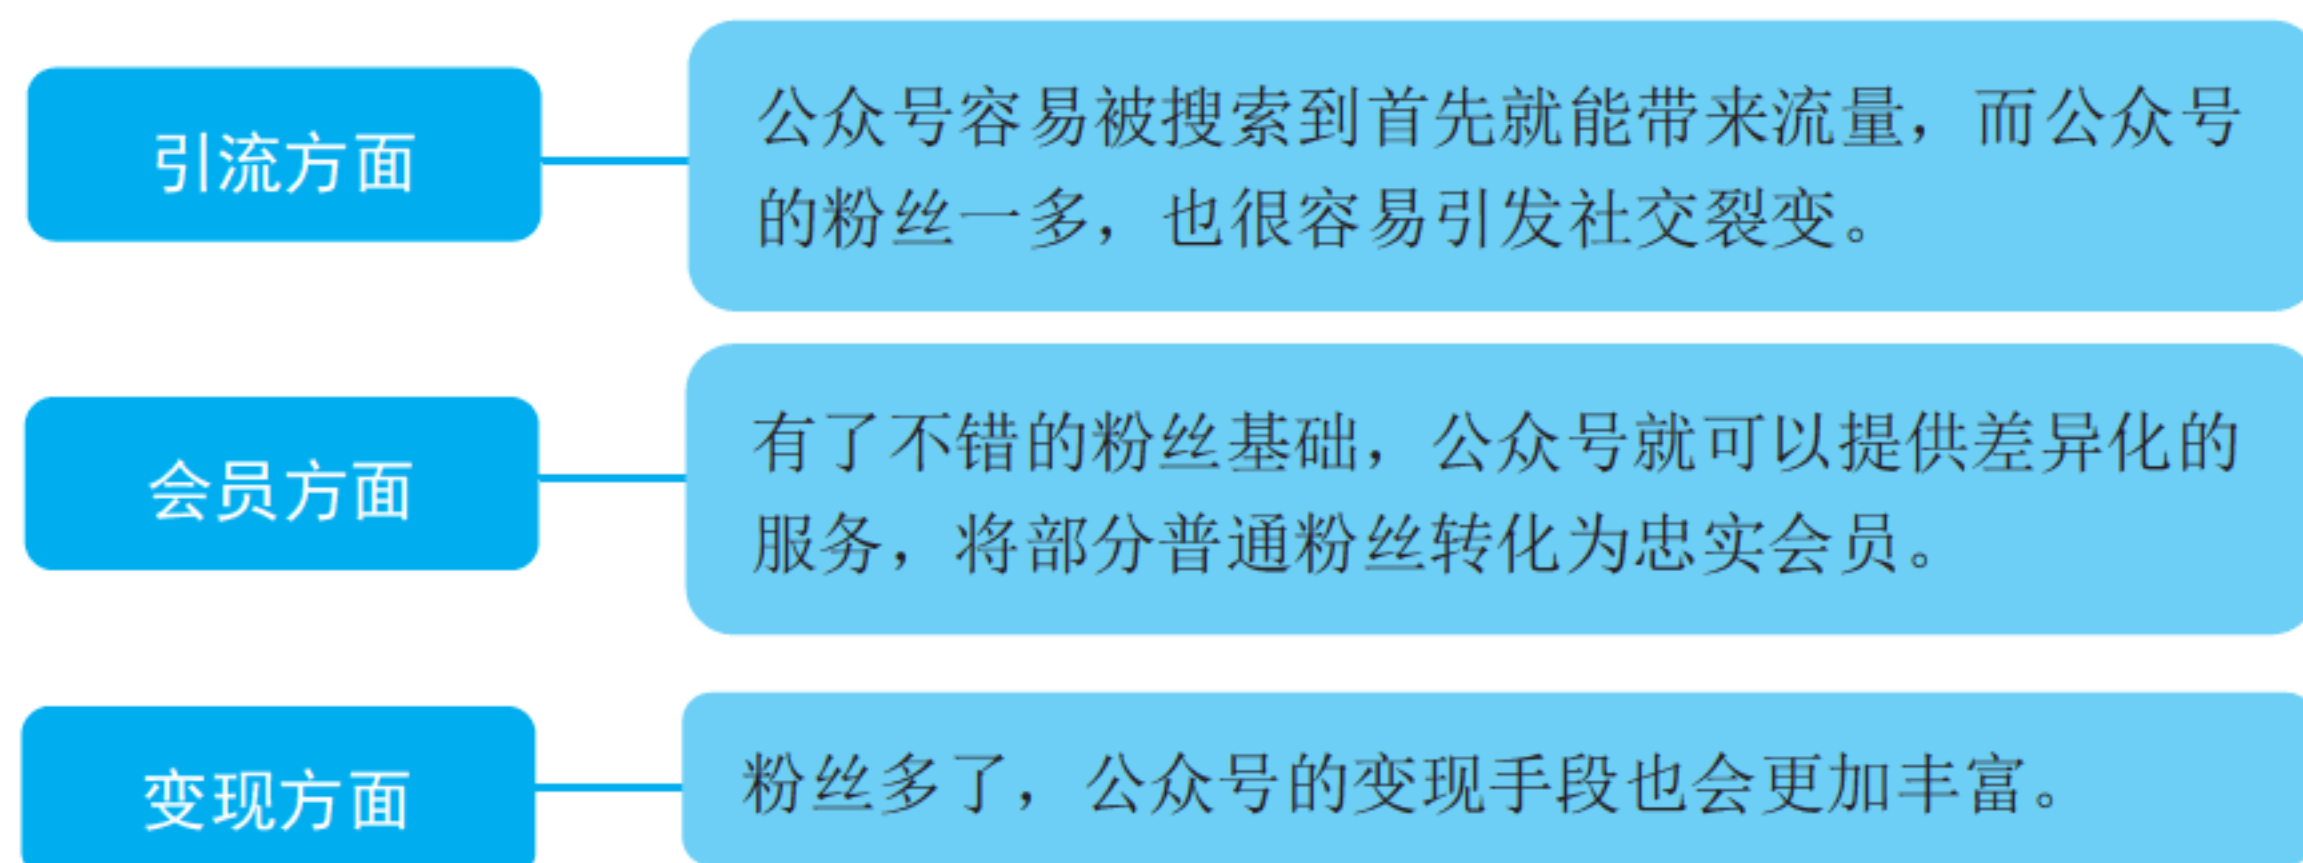 引流方面
公众号容易被搜索到首先就能带来流量，而公众号
的粉丝一多，也很容易引发社交裂变。
会员方面
有了不错的粉丝基础，公众号就可以提供差异化的
服务，将部分普通粉丝转化为忠实会员。
变现方面
粉丝多了，公众号的变现手段也会更加丰富。